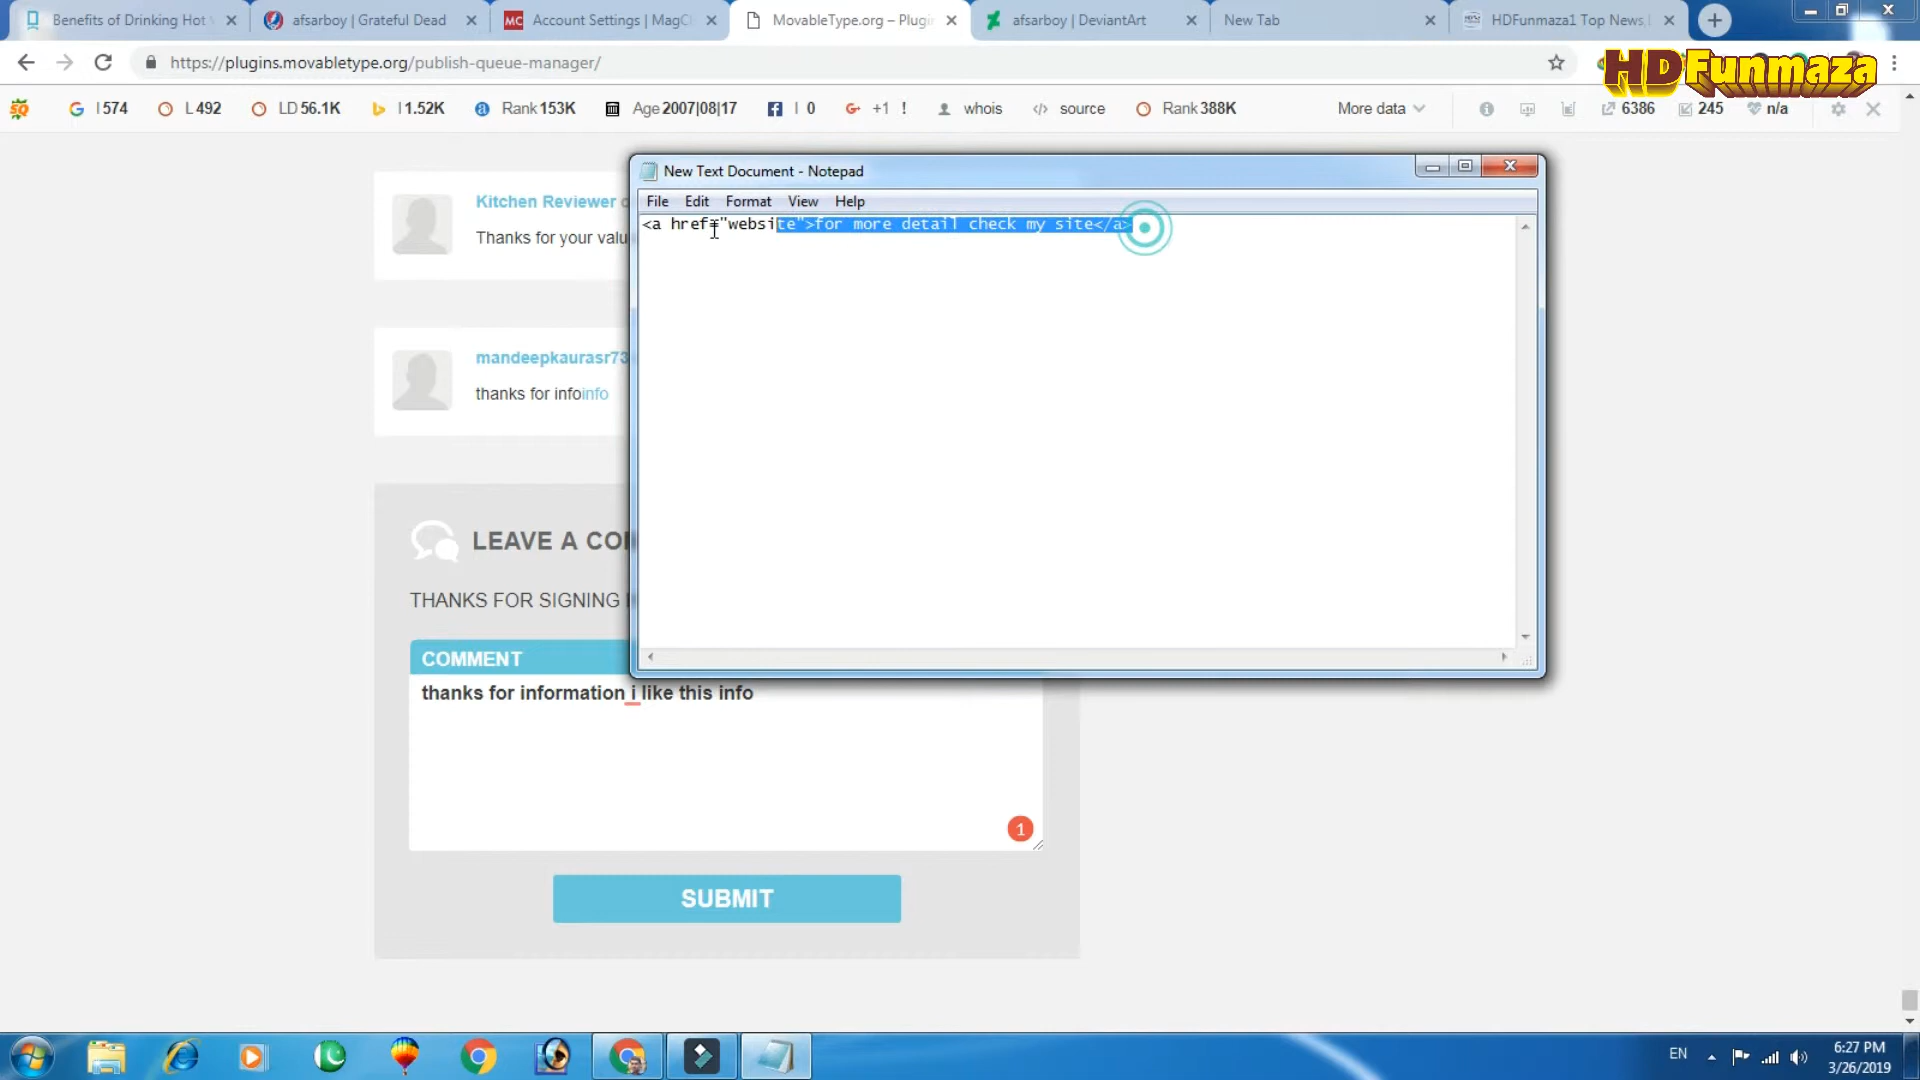 Benefits of Drinking Hot
afsarboy | Grateful Dead
MC Account Settings | MagC
MovableType.org – Plugi
afsarboy | DeviantArt
New Tab
HDFunmaza1 Top News
https://plugins.movabletype.org/publish-queue-manager/
HDFunmaza
SQ
G I 574
L 492
LD 56.1K
I 1.52K
a Rank 153K
Age 2007|08|17
I 0
G+ +1 !
whois
</> source
Rank 388K
More data
6386
245
n/a
New Text Document - Notepad
File Edit Format View Help
<a href="website">for more detail check my site</a>
Kitchen Reviewer
Thanks for your valu
mandeepkaurasr73
thanks for infoinfo
LEAVE A CO
THANKS FOR SIGNING
COMMENT
thanks for information i like this info
1
SUBMIT
EN
6:27 PM
3/26/2019